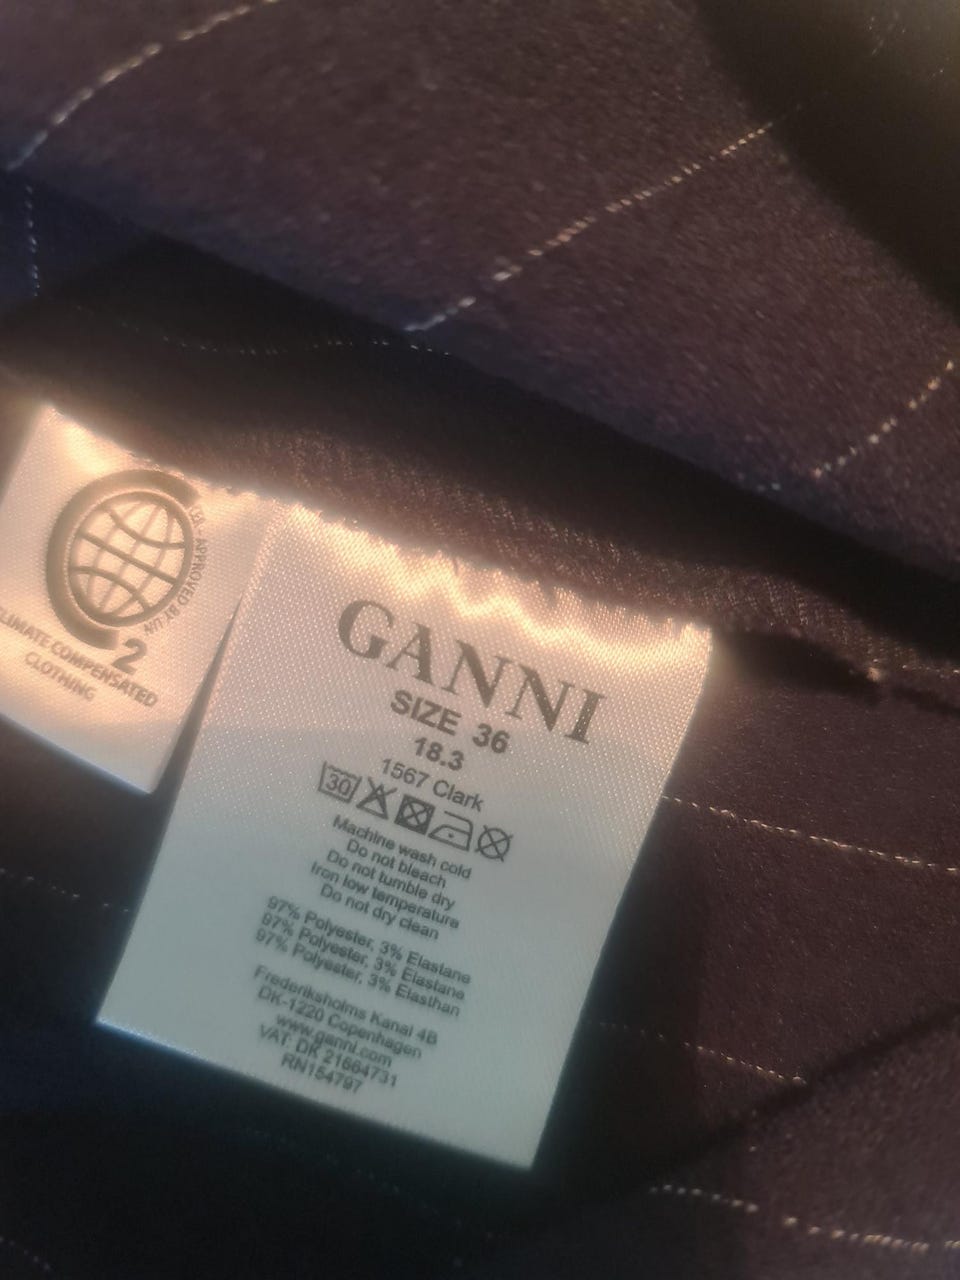 APPROVED BY UN
2
CLIMATE COMPENSATED
CLOTHING
GANNI
SIZE 36
18.3
1567 Clark
30
Machine wash cold
Do not bleach
Do not tumble dry
Iron low temperature
Do not dry clean
97% Polyester, 3% Elastane
97% Polyester, 3% Elastana
97% Polyester, 3% Elasthan
Frederiksholms Kanal 4B
DK-1220 Copenhagen
www.ganni.com
VAT: DK 21864731
RN154797